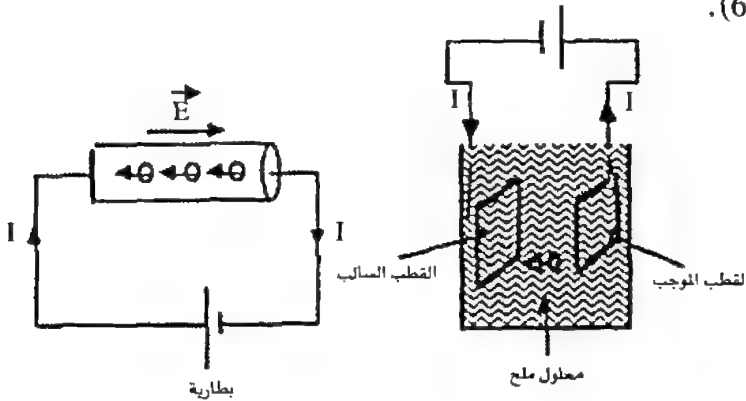 .(6
E
I
I
بطارية
I
I
القطب السالب
لقطب الموجب
محلول ملح